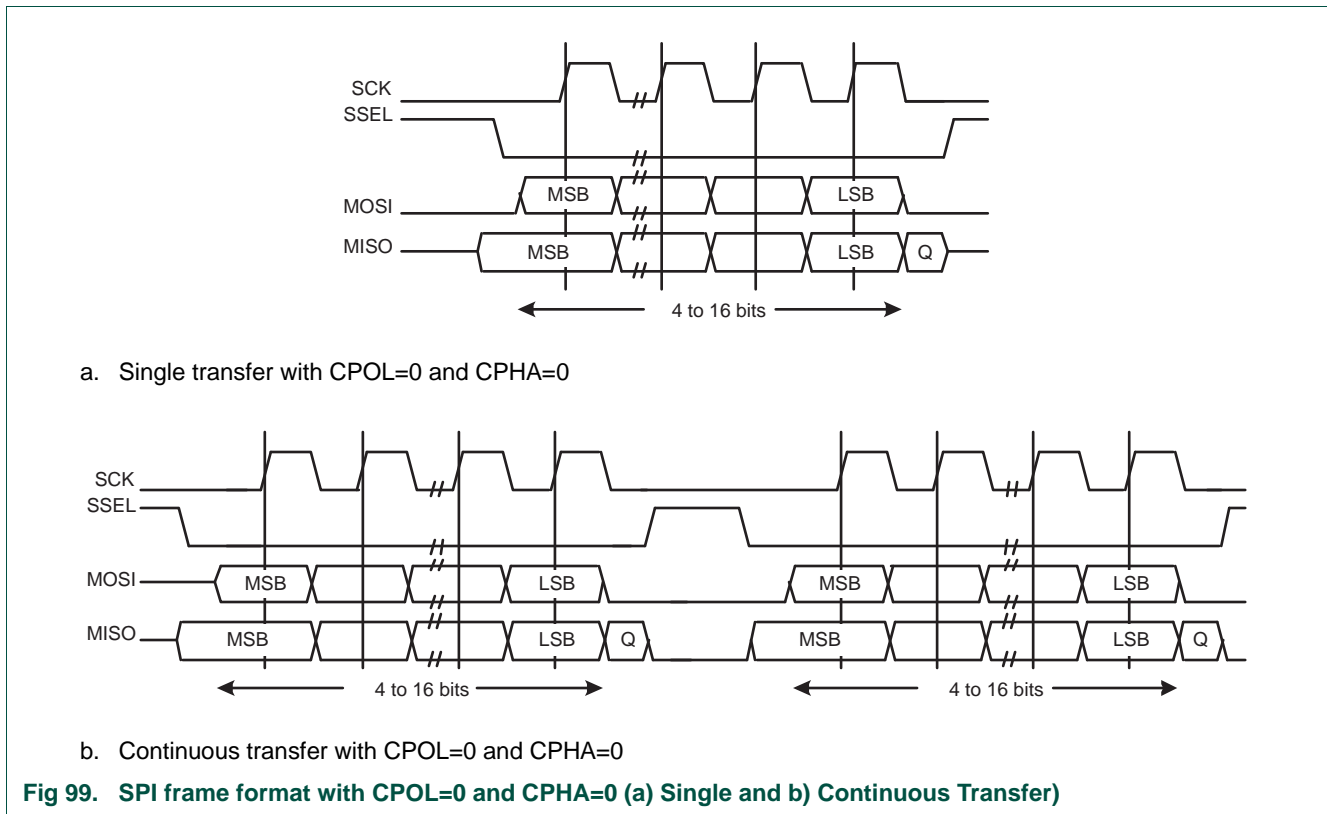 SCK
SSEL
MOSI MSB LSB
MISO MSB LSB Q
4 to 16 bits
a. Single transfer with CPOL=0 and CPHA=0
SCK
SSEL
MOSI MSB LSB MSB LSB
MISO MSB LSB Q MSB LSB Q
4 to 16 bits 4 to 16 bits
b. Continuous transfer with CPOL=0 and CPHA=0
Fig 99. SPI frame format with CPOL=0 and CPHA=0 (a) Single and b) Continuous Transfer)